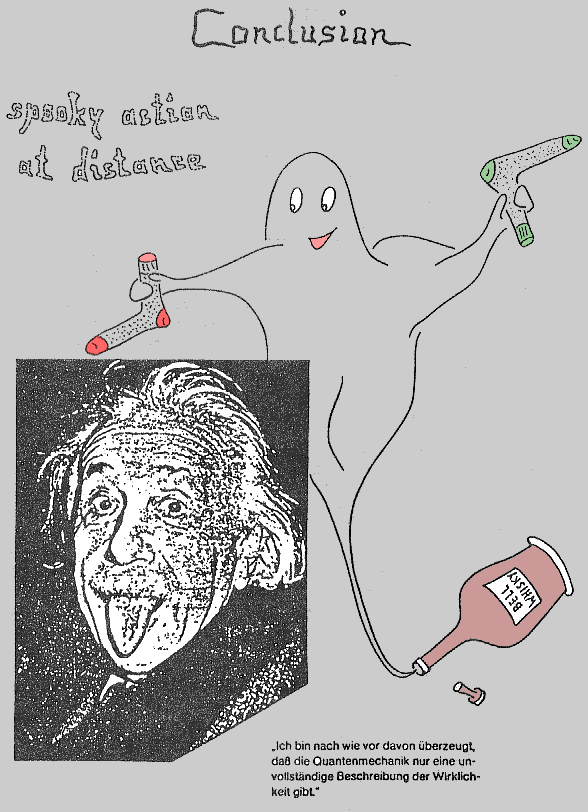 Conclusion
spooky action
at distance
BELL
WHISKY
„Ich bin nach wie vor davon überzeugt,
daß die Quantenmechanik nur eine un-
vollständige Beschreibung der Wirklich-
keit gibt.“